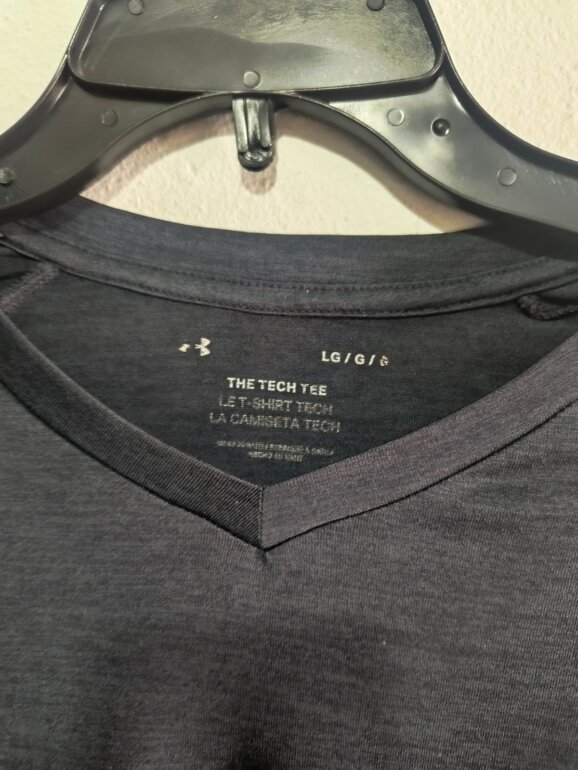 LG / G / G
THE TECH TEE
LE T-SHIRT TECH
LA CAMISETA TECH